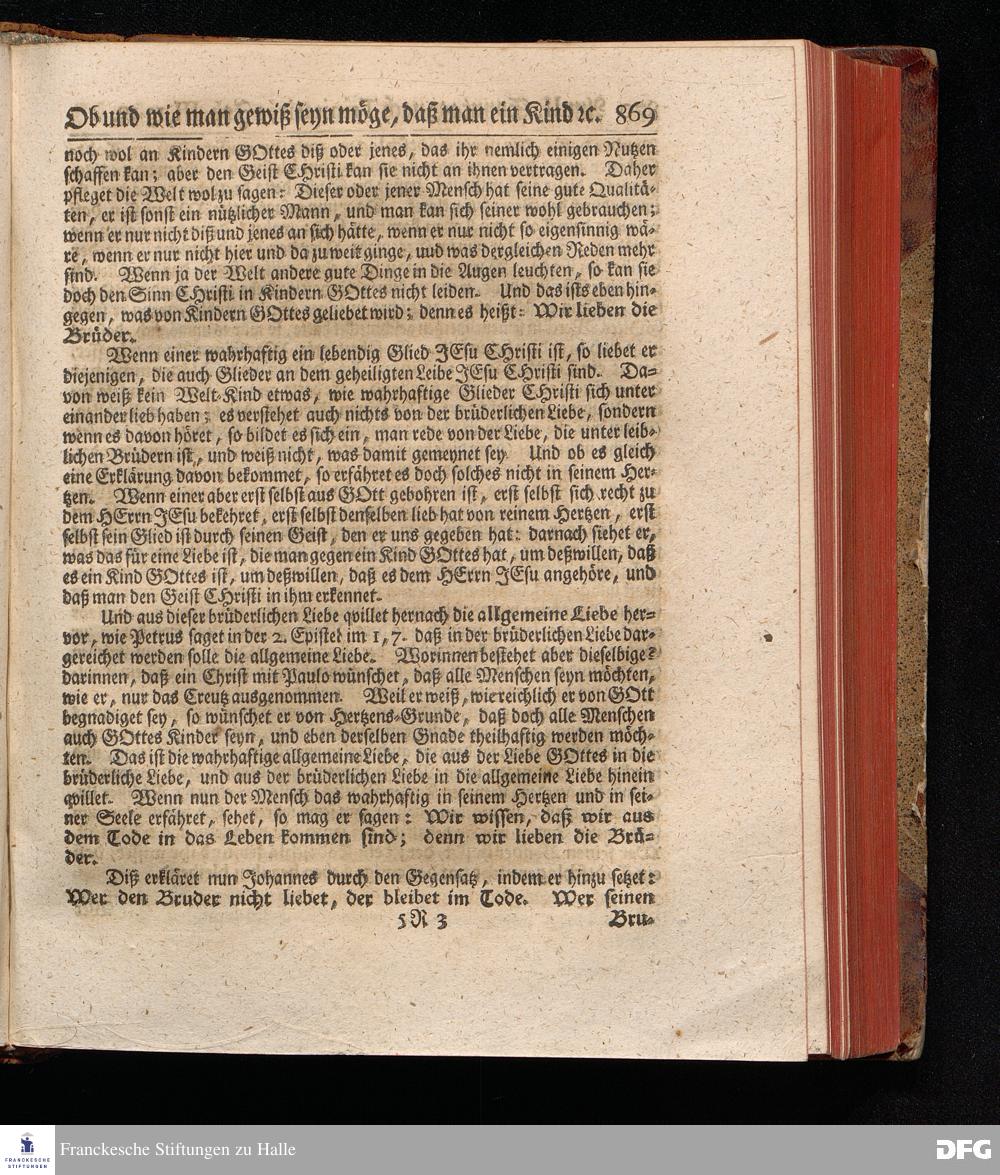 Ob und wie man gewiß seyn möge, daß man ein Kind ꝛc. 869
noch wol an Kindern GOttes diß oder jenes, das ihr nemlich einigen Nutzen
schaffen kan; aber den Geist CHristi kan sie nicht an ihnen vertragen. Daher
pfleget die Welt wol zu sagen: Dieser oder jener Mensch hat seine gute Qualitä-
ten, er ist sonst ein nützlicher Mann, und man kan sich seiner wohl gebrauchen;
wenn er nur nicht diß und jenes an sich hätte, wenn er nur nicht so eigensinnig wä-
re, wenn er nur nicht hier und da zu weit ginge, uud was dergleichen Reden mehr
sind. Wenn ja der Welt andere gute Dinge in die Augen leuchten, so kan sie
doch den Sinn CHristi in Kindern GOttes nicht leiden. Und das ists eben hin-
gegen, was von Kindern GOttes geliebet wird; denn es heißt: Wir lieben die
Brüder.
Wenn einer wahrhaftig ein lebendig Glied JEsu CHristi ist, so liebet er
diejenigen, die auch Glieder an dem geheiligten Leibe JEsu CHristi sind. Da-
von weiß kein Welt-Kind etwas, wie wahrhaftige Glieder CHristi sich unter
einander lieb haben; es verstehet auch nichts von der brüderlichen Liebe, sondern
wenn es davon höret, so bildet es sich ein, man rede von der Liebe, die unter leib-
lichen Brüdern ist, und weiß nicht, was damit gemeynet sey. Und ob es gleich
eine Erklärung davon bekommet, so erfähret es doch solches nicht in seinem Her-
tzen. Wenn einer aber erst selbst aus GOtt gebohren ist, erst selbst sich recht zu
dem HErrn JEsu bekehret, erst selbst denselben lieb hat von reinem Hertzen, erst
selbst sein Glied ist durch seinen Geist, den er uns gegeben hat: darnach siehet er,
was das für eine Liebe ist, die man gegen ein Kind GOttes hat, um deßwillen, daß
es ein Kind GOttes ist, um deßwillen, daß es dem HErrn JEsu angehöre, und
daß man den Geist CHristi in ihm erkennet.
Und aus dieser brüderlichen Liebe qvillet hernach die allgemeine Liebe her-
vor, wie Petrus saget in der 2. Epistel im 1, 7. daß in der brüderlichen Liebe dar-
gereichet werden solle die allgemeine Liebe. Worinnen bestehet aber dieselbige?
darinnen, daß ein Christ mit Paulo wünschet, daß alle Menschen seyn möchten,
wie er, nur das Creutz ausgenommen. Weil er weiß, wie reichlich er von GOtt
begnadiget sey, so wünschet er von Hertzens-Grunde, daß doch alle Menschen
auch GOttes Kinder seyn, und eben derselben Gnade theilhaftig werden möch-
ten. Das ist die wahrhaftige allgemeine Liebe, die aus der Liebe GOttes in die
brüderliche Liebe, und aus der brüderlichen Liebe in die allgemeine Liebe hinein
qvillet. Wenn nun der Mensch das wahrhaftig in seinem Hertzen und in sei-
ner Seele erfähret, sehet, so mag er sagen: Wir wissen, daß wir aus
dem Tode in das Leben kommen sind; denn wir lieben die Brü-
der.
Diß erkläret nun Johannes durch den Gegensatz, indem er hinzu setzet:
Wer den Bruder nicht liebet, der bleibet im Tode. Wer seinen
5 R 3 Bru-
FRANCKESCHE STIFTUNGEN
Franckesche Stiftungen zu Halle
DFG